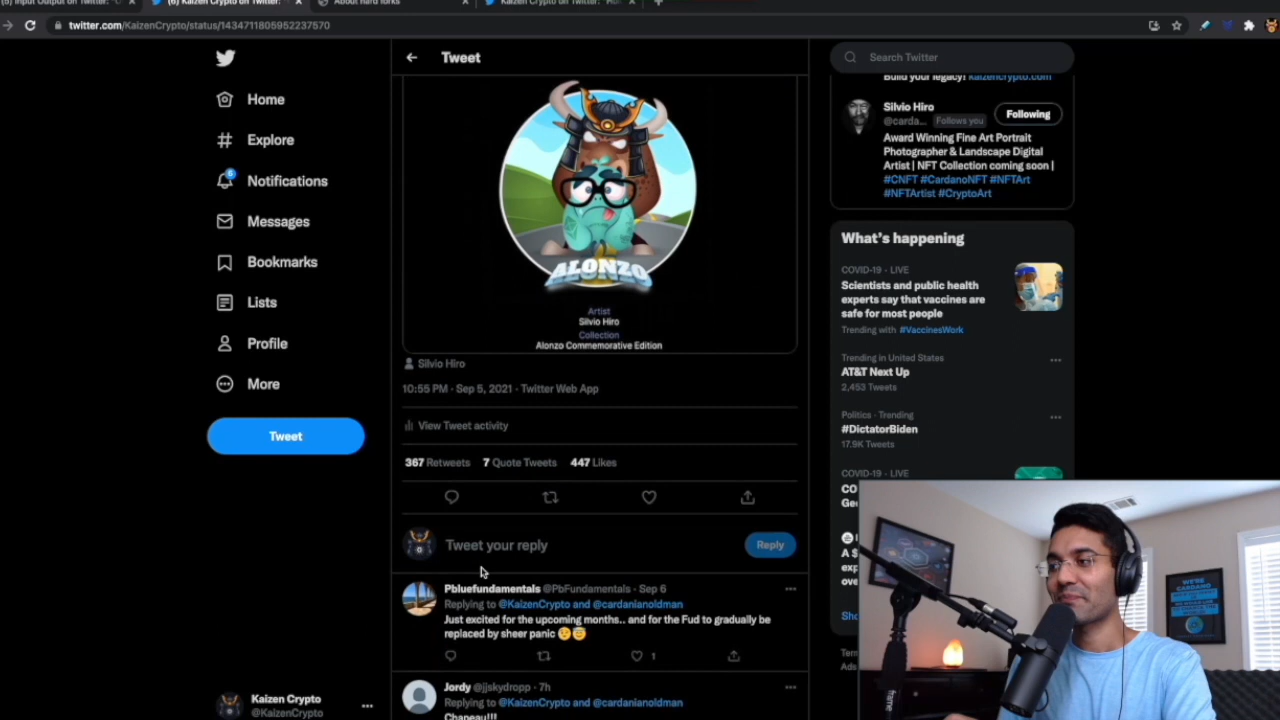 (5) Input Output on Twitter: "
(6) Kaizen Crypto on Twitter: "
About hard forks
Kaizen Crypto on Twitter: "Hu
twitter.com/KaizenCrypto/status/1434711805952237570
Home
Explore
6
Notifications
Messages
Bookmarks
Lists
Profile
More
Tweet
Kaizen Crypto
@KaizenCrypto
Tweet
ALONZO
Artist
Silvio Hiro
Collection
Alonzo Commemorative Edition
Silvio Hiro
10:55 PM · Sep 5, 2021 · Twitter Web App
View Tweet activity
367 Retweets 7 Quote Tweets 447 Likes
Tweet your reply
Reply
Pbluefundamentals @PbFundamentals · Sep 6
Replying to @KaizenCrypto and @cardanianoldman
Just excited for the upcoming months.. and for the Fud to gradually be
replaced by sheer panic
1
Jordy @jjskydropp · 7h
Replying to @KaizenCrypto and @cardanianoldman
Chapeau!!!
Search Twitter
Build your legacy! kaizencrypto.com
Silvio Hiro
@carda... Follows you
Following
Award Winning Fine Art Portrait
Photographer & Landscape Digital
Artist | NFT Collection coming soon |
#CNFT #CardanoNFT #NFTArt
#NFTArtist #CryptoArt
What's happening
COVID-19 · LIVE
Scientists and public health
experts say that vaccines are
safe for most people
Trending with #VaccinesWork
Trending in United States
AT&T Next Up
2,453 Tweets
Politics · Trending
#DictatorBiden
17.9K Tweets
COVID-19 · LIVE
CO
Geo
A $
exp
ove
Sho
Ter
Ads
WE'RE
CARDANO